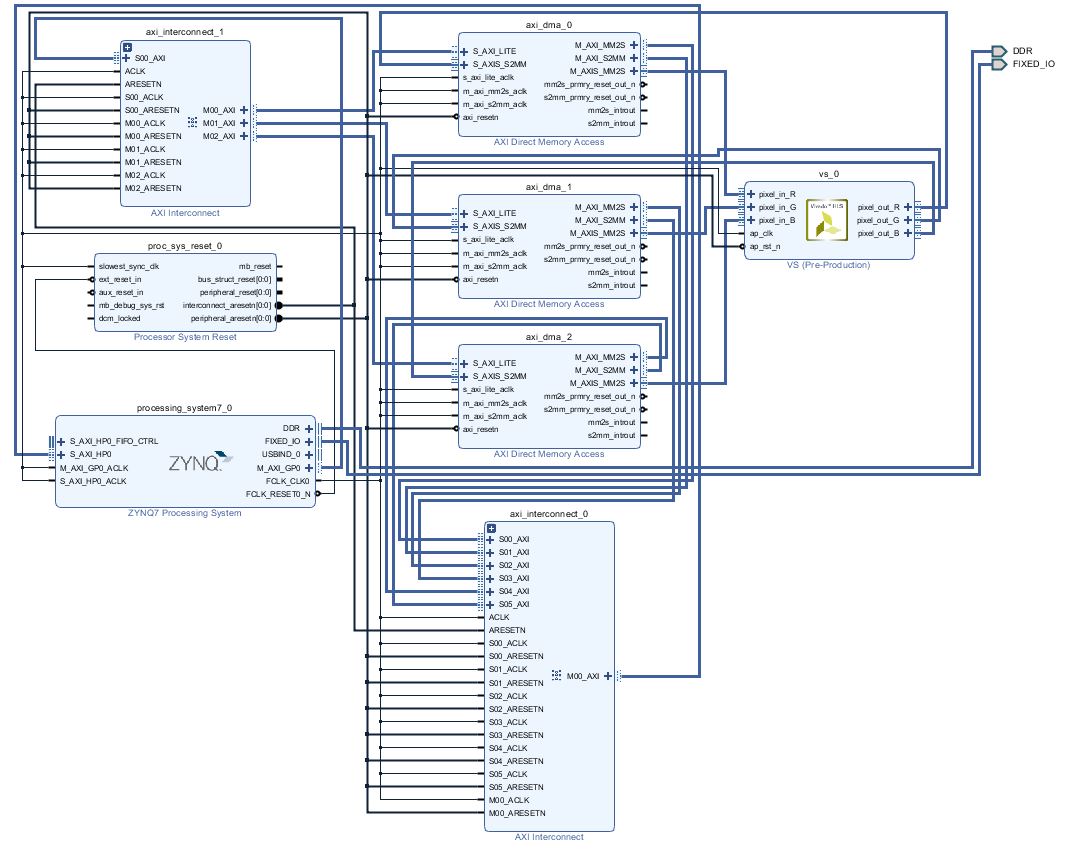 axi_interconnect_1
S00_AXI
ACLK
ARESETN
S00_ACLK
S00_ARESETN
M00_ACLK
M00_ARESETN
M01_ACLK
M01_ARESETN
M02_ACLK
M02_ARESETN
M00_AXI
M01_AXI
M02_AXI
AXI Interconnect
axi_dma_0
S_AXI_LITE
S_AXIS_S2MM
s_axi_lite_aclk
m_axi_mm2s_aclk
m_axi_s2mm_aclk
axi_resetn
M_AXI_MM2S
M_AXI_S2MM
M_AXIS_MM2S
mm2s_prmry_reset_out_n
s2mm_prmry_reset_out_n
mm2s_introut
s2mm_introut
AXI Direct Memory Access
DDR
FIXED_IO
axi_dma_1
S_AXI_LITE
S_AXIS_S2MM
s_axi_lite_aclk
m_axi_mm2s_aclk
m_axi_s2mm_aclk
axi_resetn
M_AXI_MM2S
M_AXI_S2MM
M_AXIS_MM2S
mm2s_prmry_reset_out_n
s2mm_prmry_reset_out_n
mm2s_introut
s2mm_introut
AXI Direct Memory Access
vs_0
pixel_in_R
pixel_in_G
pixel_in_B
ap_clk
ap_rst_n
Vivado™ HLS
pixel_out_R
pixel_out_G
pixel_out_B
VS (Pre-Production)
proc_sys_reset_0
slowest_sync_clk
ext_reset_in
aux_reset_in
mb_debug_sys_rst
dcm_locked
mb_reset
bus_struct_reset[0:0]
peripheral_reset[0:0]
interconnect_aresetn[0:0]
peripheral_aresetn[0:0]
Processor System Reset
axi_dma_2
S_AXI_LITE
S_AXIS_S2MM
s_axi_lite_aclk
m_axi_mm2s_aclk
m_axi_s2mm_aclk
axi_resetn
M_AXI_MM2S
M_AXI_S2MM
M_AXIS_MM2S
mm2s_prmry_reset_out_n
s2mm_prmry_reset_out_n
mm2s_introut
s2mm_introut
AXI Direct Memory Access
processing_system7_0
S_AXI_HP0_FIFO_CTRL
S_AXI_HP0
M_AXI_GP0_ACLK
S_AXI_HP0_ACLK
ZYNQ
DDR
FIXED_IO
USBIND_0
M_AXI_GP0
FCLK_CLK0
FCLK_RESET0_N
ZYNQ7 Processing System
axi_interconnect_0
S00_AXI
S01_AXI
S02_AXI
S03_AXI
S04_AXI
S05_AXI
ACLK
ARESETN
S00_ACLK
S00_ARESETN
S01_ACLK
S01_ARESETN
S02_ACLK
S02_ARESETN
S03_ACLK
S03_ARESETN
S04_ACLK
S04_ARESETN
S05_ACLK
S05_ARESETN
M00_ACLK
M00_ARESETN
M00_AXI
AXI Interconnect